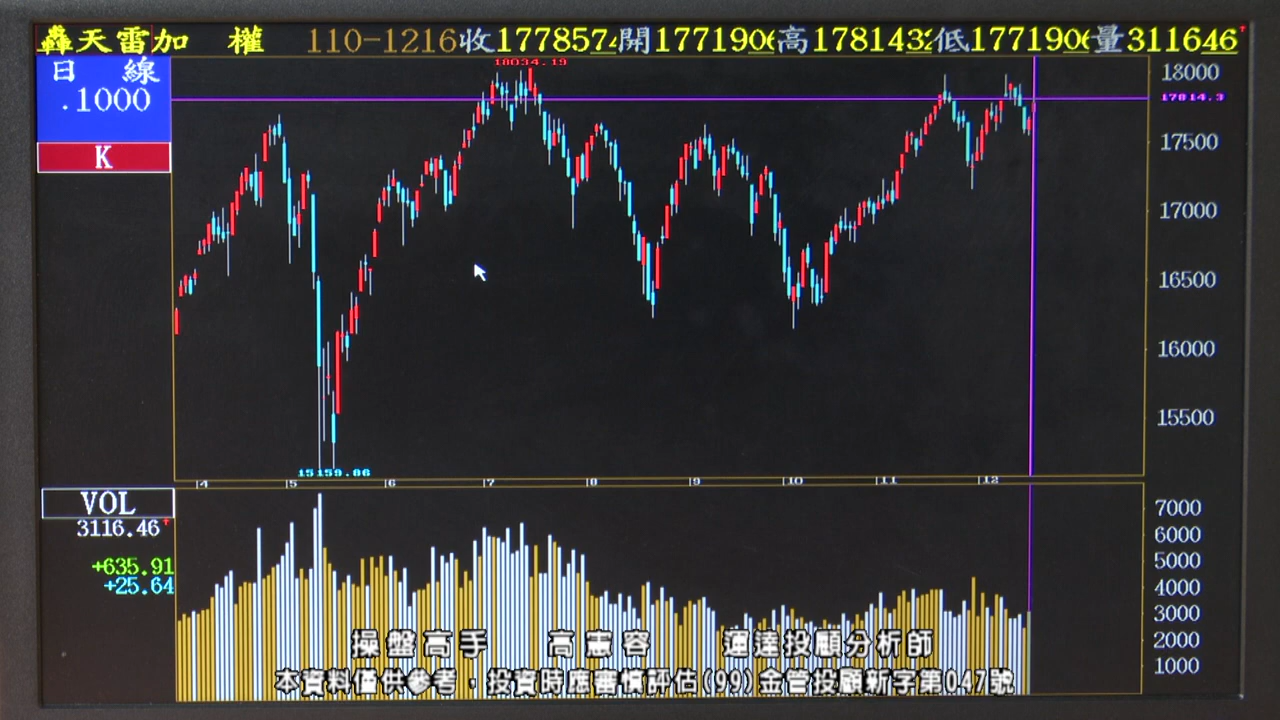 轟天雷加 權 110-1216收1778574開1771906高1781432低1771906量311646
日 線
.1000
K
18034.19
18000
17814.3
17500
17000
16500
16000
15500
15159.06
4 5 6 7 8 9 10 11 12
VOL
3116.46
+635.91
+25.64
7000
6000
5000
4000
3000
2000
1000
操盤高手 高憲容 運達投顧分析師
本資料僅供參考，投資時應審慎評估(99)金管投顧新字第047號